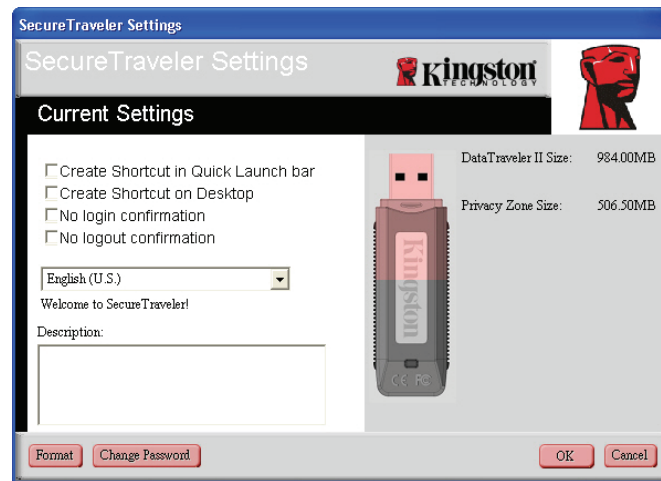 SecureTraveler Settings
SecureTraveler Settings
Kingston
TECHNOLOGY
Current Settings
Create Shortcut in Quick Launch bar
Create Shortcut on Desktop
No login confirmation
No logout confirmation
English (U.S.)
Welcome to SecureTraveler!
Description:
DataTraveler II Size: 984.00MB
Privacy Zone Size: 506.50MB
Kingston
CE FC
Format
Change Password
OK
Cancel